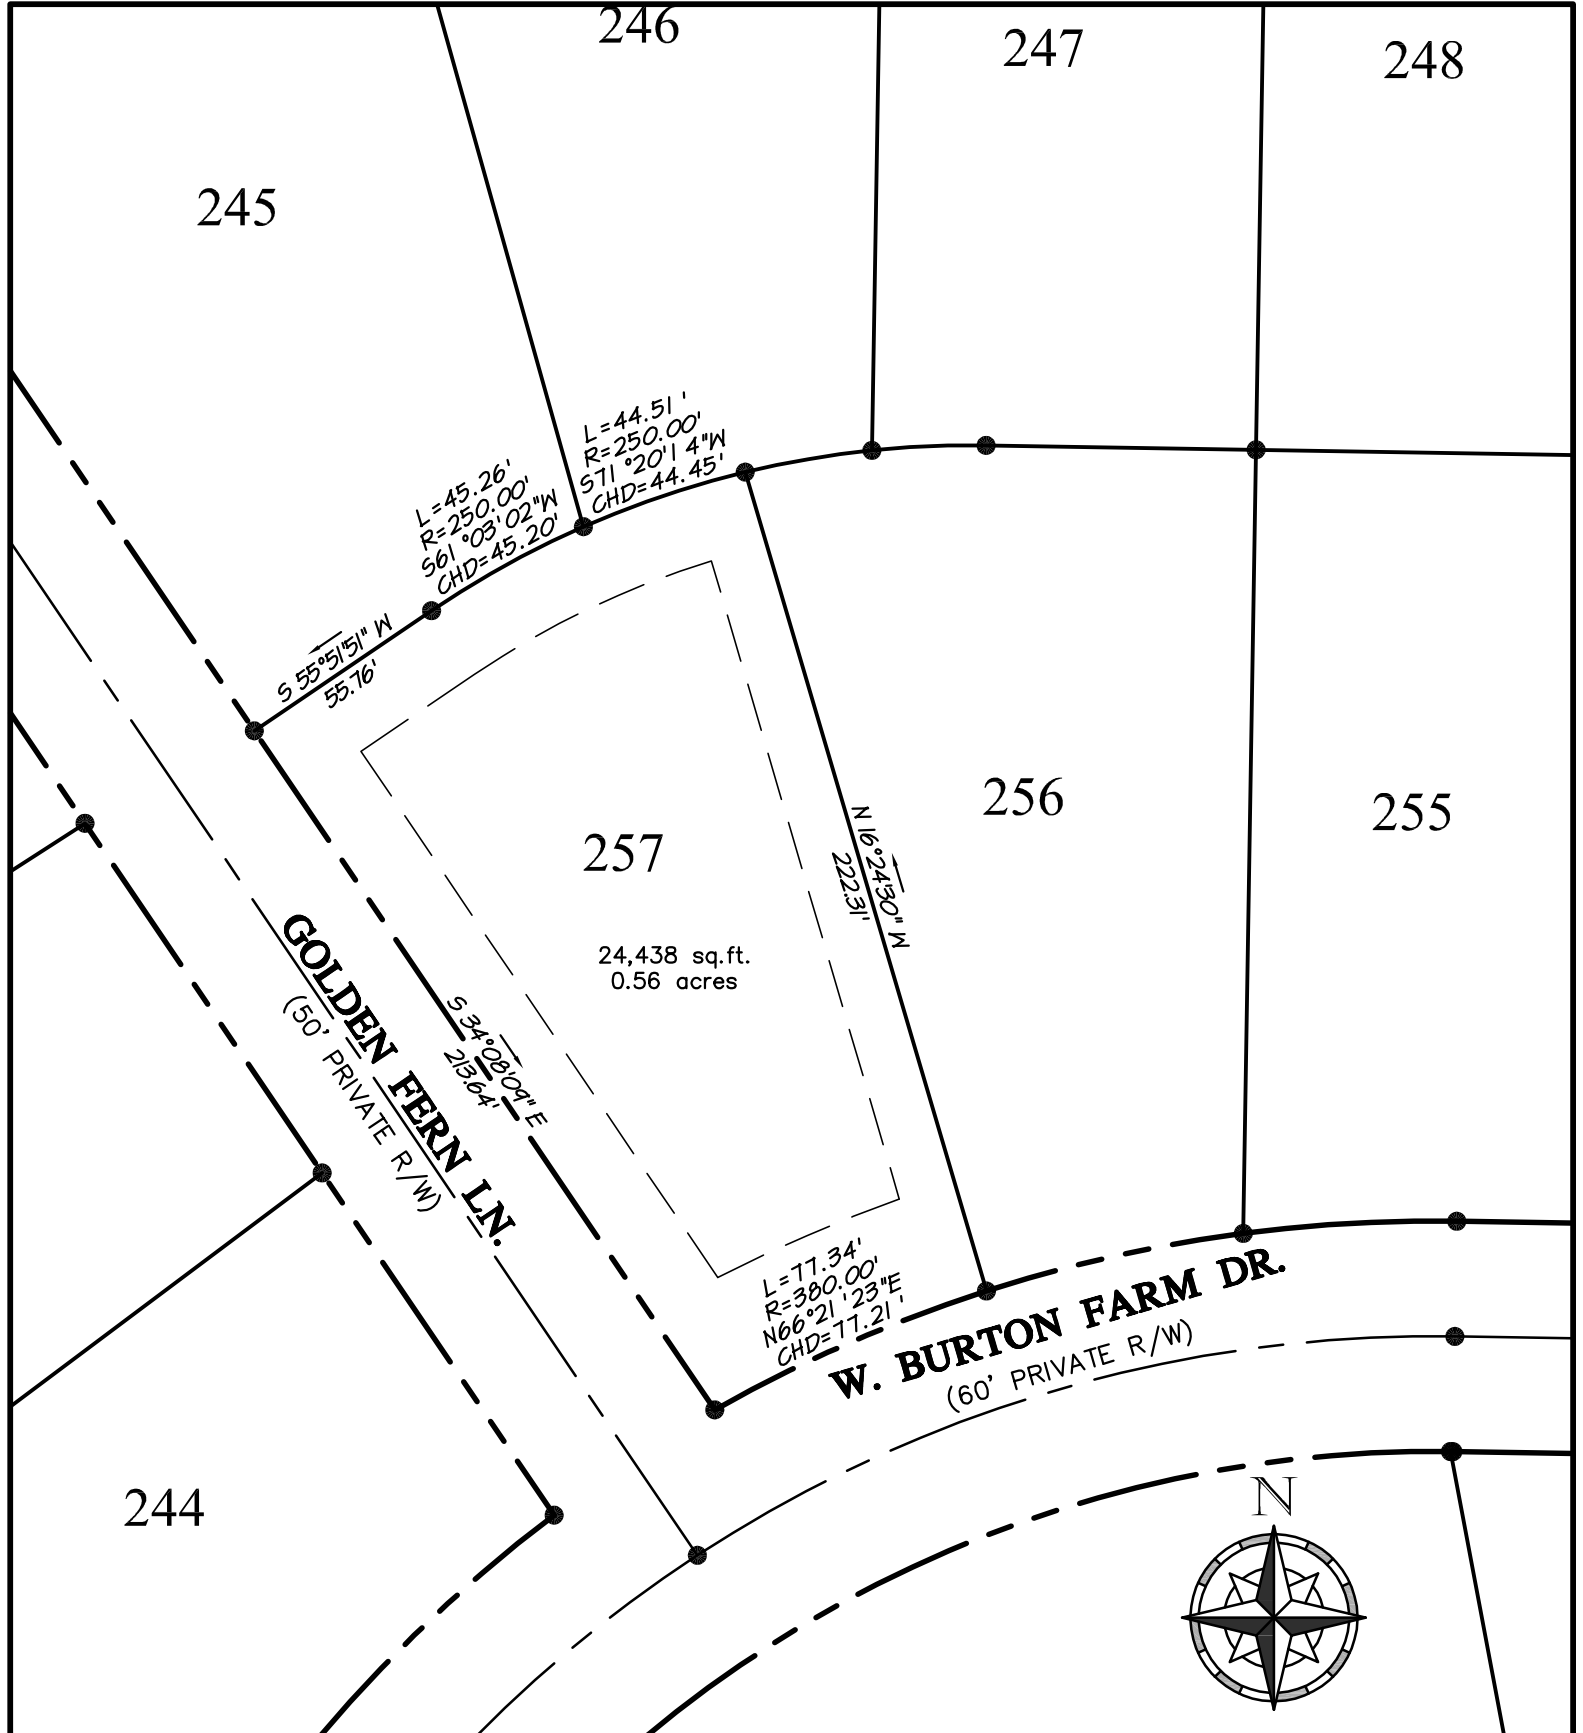 246
247
248
245
L=44.51'
R=250.00'
S71°20'14"W
CHD=44.45'
L=45.26'
R=250.00'
S61°03'02"W
CHD=45.20'
S 55°51'51" W
55.76'
257
24,438 sq.ft.
0.56 acres
N 16°24'30" W
222.31'
256
255
GOLDEN FERN LN.
(50' PRIVATE R/W)
S 34°08'09" E
213.64'
L=77.34'
R=380.00'
N66°21'23"E
CHD=77.21'
W. BURTON FARM DR.
(60' PRIVATE R/W)
244
N